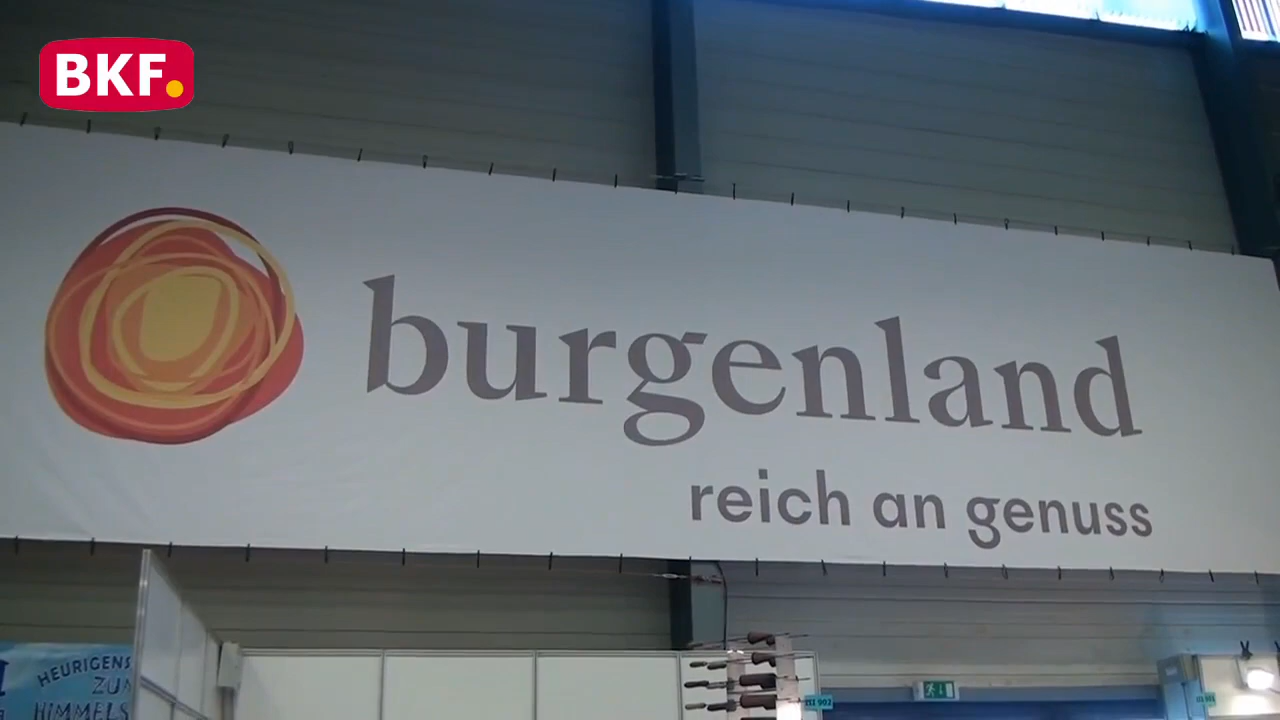 BKF.
burgenland
reich an genuss
HEURIGENS
ZUM
HIMMELS